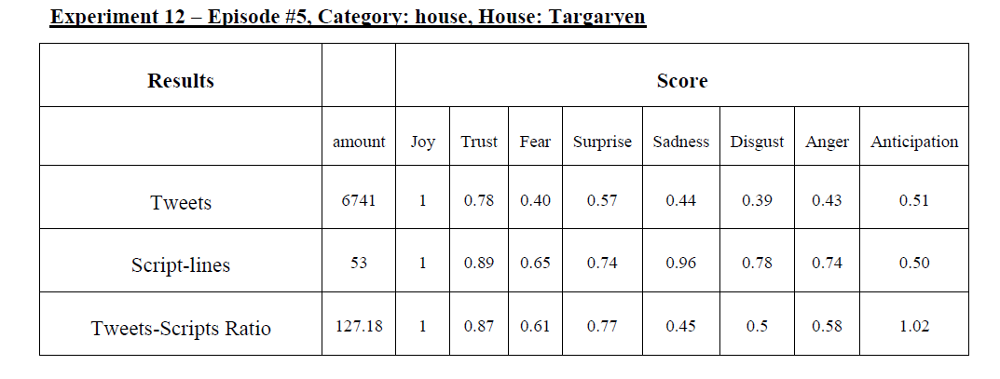 Experiment 12 – Episode #5, Category: house, House: Targaryen
Results Score
amount Joy Trust Fear Surprise Sadness Disgust Anger Anticipation
Tweets 6741 1 0.78 0.40 0.57 0.44 0.39 0.43 0.51
Script-lines 53 1 0.89 0.65 0.74 0.96 0.78 0.74 0.50
Tweets-Scripts Ratio 127.18 1 0.87 0.61 0.77 0.45 0.5 0.58 1.02